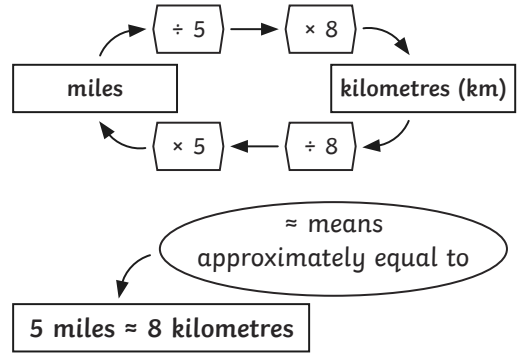 ÷ 5
× 8
miles
kilometres (km)
× 5
÷ 8
≈ means
approximately equal to
5 miles ≈ 8 kilometres